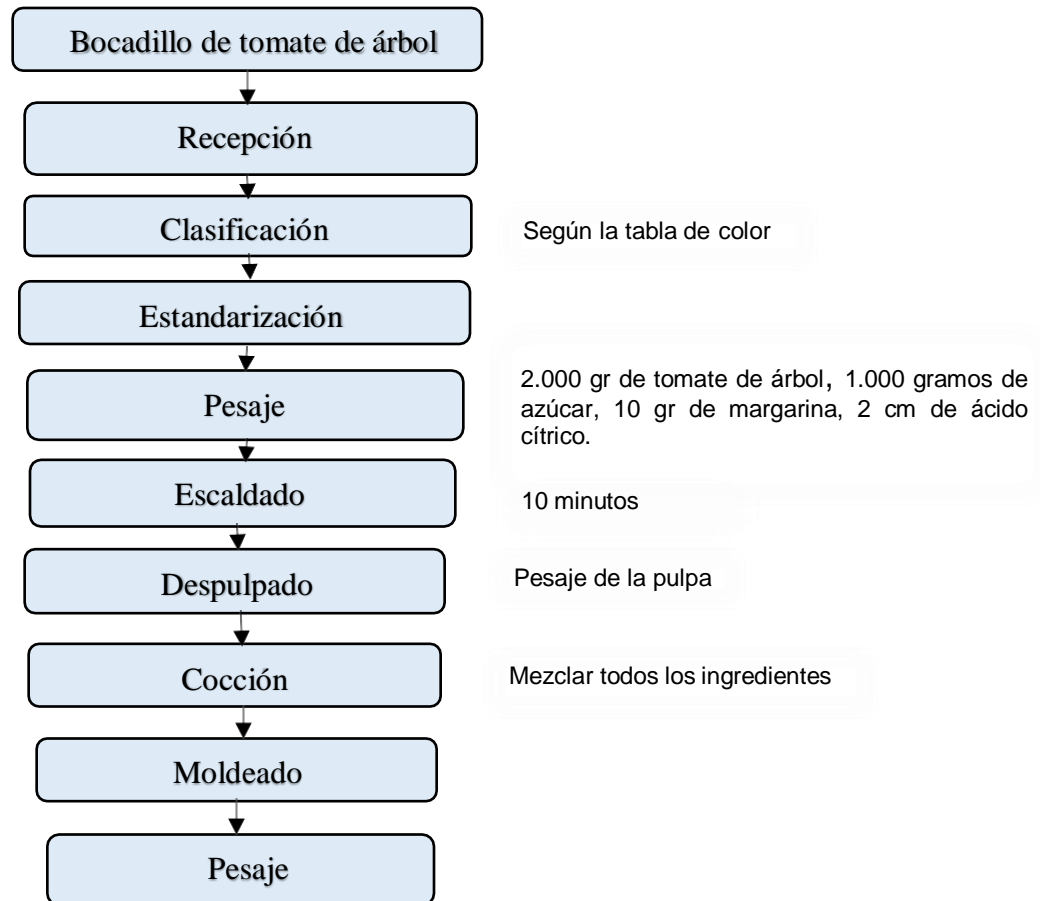 Bocadillo de tomate de árbol
Recepción
Clasificación
Según la tabla de color
Estandarización
Pesaje
2.000 gr de tomate de árbol, 1.000 gramos de
azúcar, 10 gr de margarina, 2 cm de ácido
cítrico.
Escaldado
10 minutos
Despulpado
Pesaje de la pulpa
Cocción
Mezclar todos los ingredientes
Moldeado
Pesaje